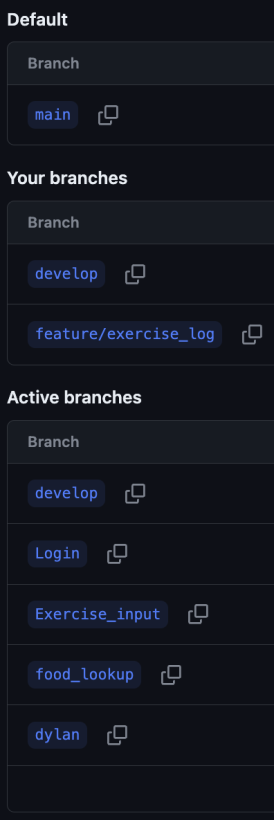 Default
Branch
main
Your branches
Branch
develop
feature/exercise_log
Active branches
Branch
develop
Login
Exercise_input
food_lookup
dylan